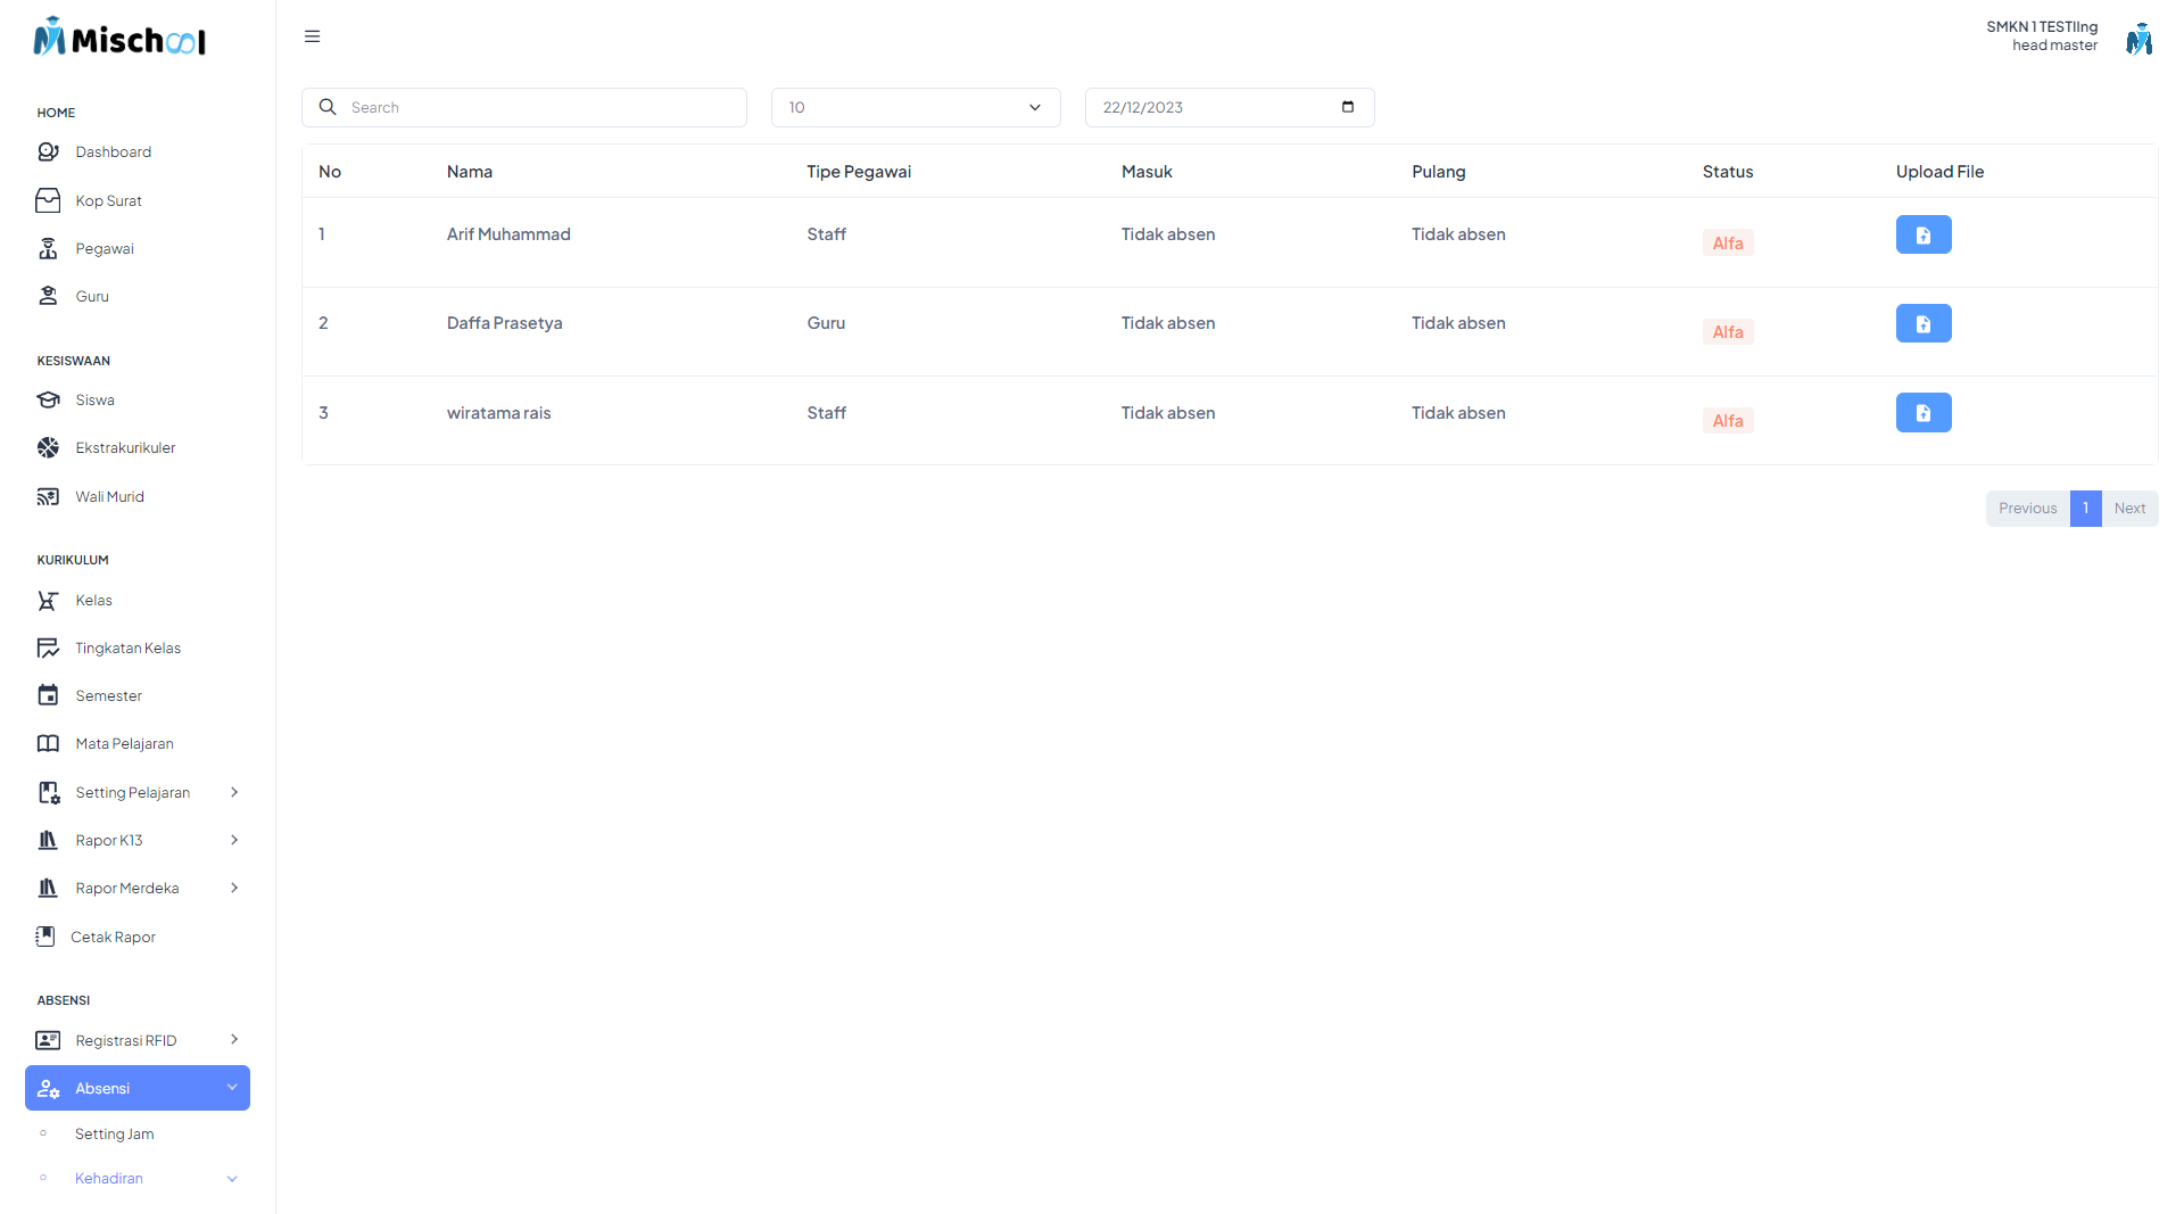 Mischool
SMKN 1 TESTIIng
head master
Search
10
22/12/2023
HOME
Dashboard
Kop Surat
Pegawai
Guru
KESISWAAN
Siswa
Ekstrakurikuler
Wali Murid
KURIKULUM
Kelas
Tingkatan Kelas
Semester
Mata Pelajaran
Setting Pelajaran
Rapor K13
Rapor Merdeka
Cetak Rapor
ABSENSI
Registrasi RFID
Absensi
Setting Jam
Kehadiran
No Nama Tipe Pegawai Masuk Pulang Status Upload File
1 Arif Muhammad Staff Tidak absen Tidak absen Alfa
2 Daffa Prasetya Guru Tidak absen Tidak absen Alfa
3 wiratama rais Staff Tidak absen Tidak absen Alfa
Previous 1 Next